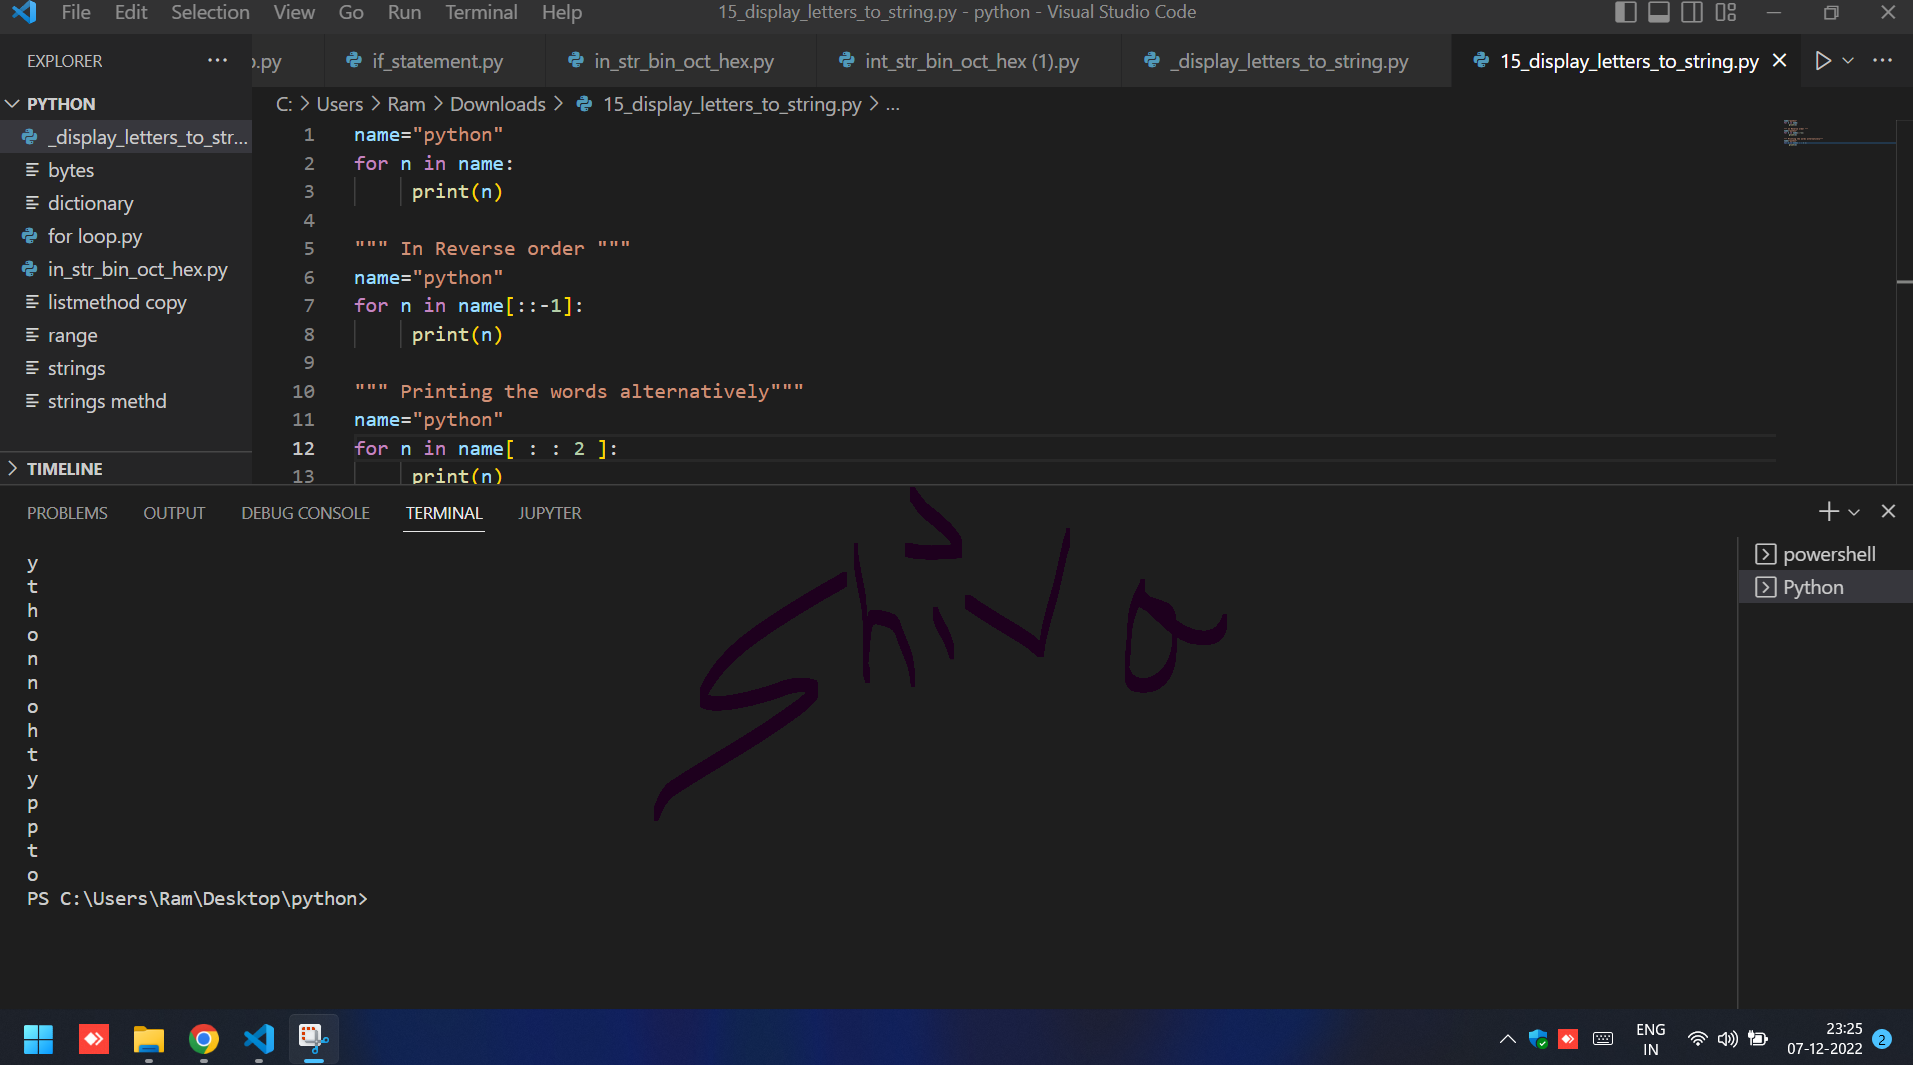 File Edit Selection View Go Run Terminal Help 15_display_letters_to_string.py - python - Visual Studio Code
EXPLORER ... o.py if_statement.py in_str_bin_oct_hex.py int_str_bin_oct_hex (1).py _display_letters_to_string.py 15_display_letters_to_string.py
PYTHON
_display_letters_to_str...
bytes
dictionary
for loop.py
in_str_bin_oct_hex.py
listmethod copy
range
strings
strings methd
TIMELINE
C: > Users > Ram > Downloads > 15_display_letters_to_string.py > ...
1 name="python"
2 for n in name:
3 print(n)
4
5 """ In Reverse order """
6 name="python"
7 for n in name[::-1]:
8 print(n)
9
10 """ Printing the words alternatively"""
11 name="python"
12 for n in name[ : : 2 ]:
13 print(n)
PROBLEMS OUTPUT DEBUG CONSOLE TERMINAL JUPYTER
y
t
h
o
n
n
o
h
t
y
p
p
t
o
PS C:\Users\Ram\Desktop\python>
Shiva
powershell
Python
ENG
IN
23:25
07-12-2022
2